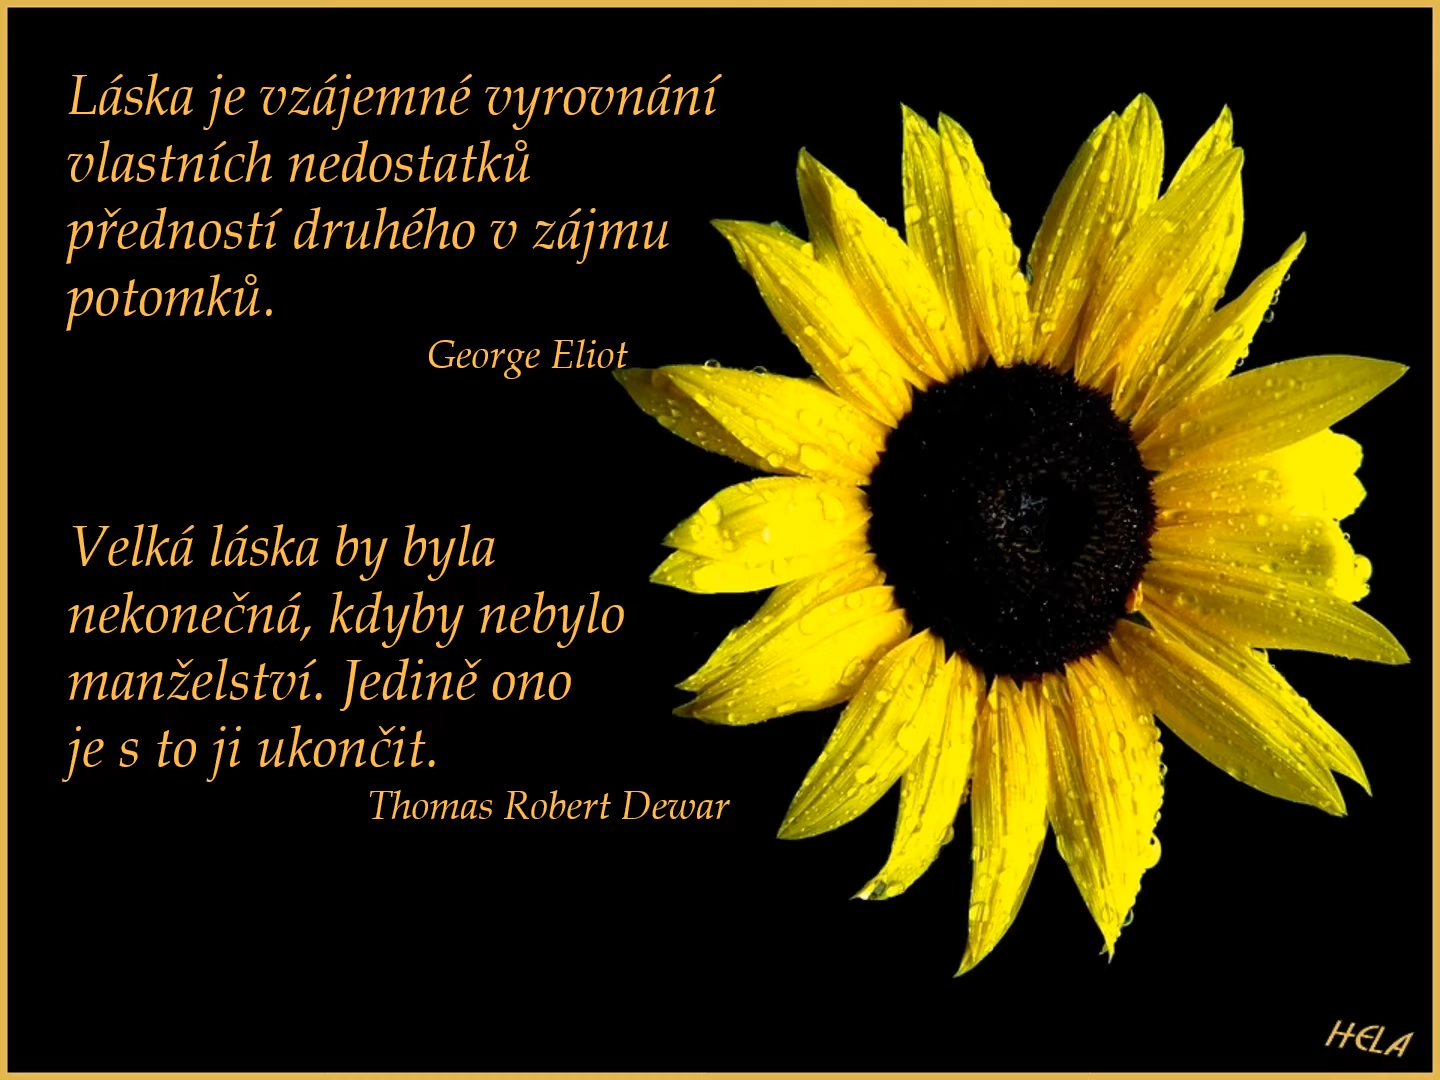 Láska je vzájemné vyrovnání
vlastních nedostatků
předností druhého v zájmu
potomků.
George Eliot
Velká láska by byla
nekonečná, kdyby nebylo
manželství. Jedině ono
je s to ji ukončit.
Thomas Robert Dewar
HELA